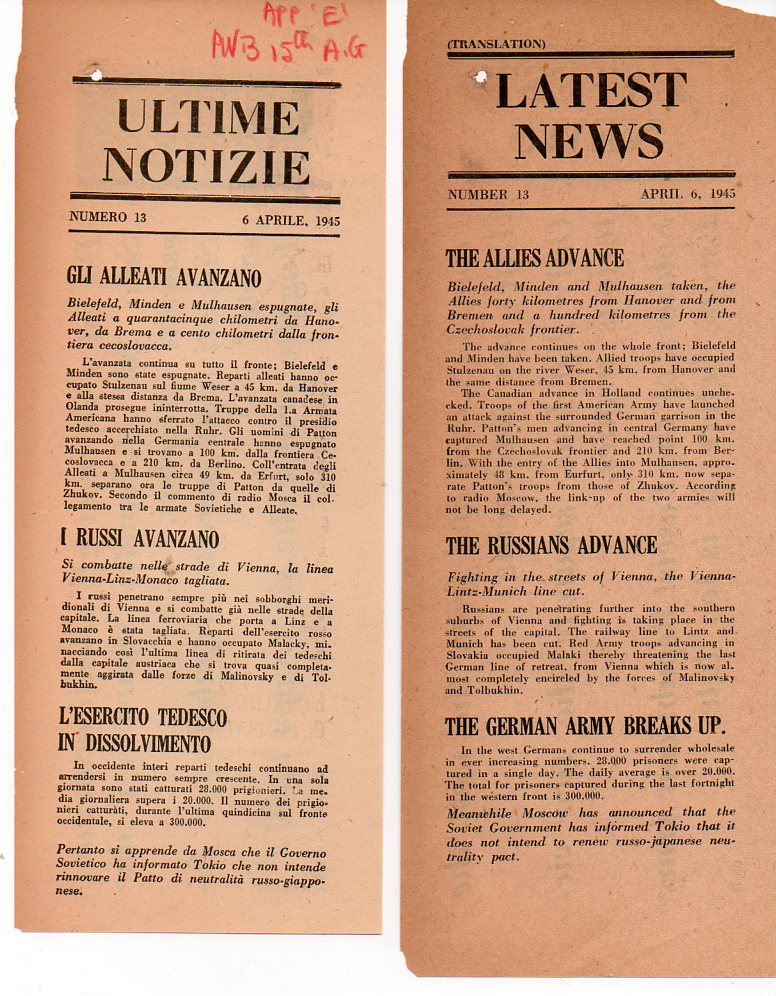 APP 'E'
PWB 15th A.G
ULTIME
NOTIZIE
NUMERO 13 6 APRILE, 1945
GLI ALLEATI AVANZANO
Bielefeld, Minden e Mulhausen espugnate, gli
Alleati a quarantacinque chilometri da Hano-
ver, da Brema e a cento chilometri dalla fron-
tiera cecoslovacca.
L'avanzata continua su tutto il fronte; Bielefeld e
Minden sono state espugnate. Reparti alleati hanno oc-
cupato Stulzenau sul fiume Weser a 45 km. da Hanover
e alla stessa distanza da Brema. L'avanzata canadese in
Olanda prosegue ininterrotta. Truppe della 1.a Armata
Americana hanno sferrato l'attacco contro il presidio
tedesco accerchiato nella Ruhr. Gli uomini di Patton
avanzando nella Germania centrale hanno espugnato
Mulhausen e si trovano a 100 km. dalla frontiera Ce-
coslovacca e a 210 km. da Berlino. Coll'entrata degli
Alleati a Mulhausen circa 49 km. da Erfurt, solo 310
km. separano ora le truppe di Patton da quelle di
Zhukov. Secondo il commento di radio Mosca il col-
legamento tra le armate Sovietiche e Alleate.
I RUSSI AVANZANO
Si combatte nelle strade di Vienna, la linea
Vienna-Linz-Monaco tagliata.
I russi penetrano sempre più nei sobborghi meri-
dionali di Vienna e si combatte già nelle strade della
capitale. La linea ferroviaria che porta a Linz e a
Monaco è stata tagliata. Reparti dell'esercito rosso
avanzano in Slovacchia e hanno occupato Malacky, mi-
nacciando così l'ultima linea di ritirata dei tedeschi
dalla capitale austriaca che si trova quasi completa-
mente aggirata dalle forze di Malinovsky e di Tol-
bukhin.
L'ESERCITO TEDESCO
IN DISSOLVIMENTO
In occidente interi reparti tedeschi continuano ad
arrendersi in numero sempre crescente. In una sola
giornata sono stati catturati 28.000 prigionieri. La me-
dia giornaliera supera i 20.000. Il numero dei prigio-
nieri catturati, durante l'ultima quindicina sul fronte
occidentale, si eleva a 300.000.
Pertanto si apprende da Mosca che il Governo
Sovietico ha informato Tokio che non intende
rinnovare il Patto di neutralità russo-giappo-
nese.
(TRANSLATION)
LATEST
NEWS
NUMBER 13 APRIL 6, 1945
THE ALLIES ADVANCE
Bielefeld, Minden and Mulhausen taken, the
Allies forty kilometres from Hanover and from
Bremen and a hundred kilometres from the
Czechoslovak frontier.
The advance continues on the whole front; Bielefeld
and Minden have been taken. Allied troops have occupied
Stulzenau on the river Weser, 45 km. from Hanover and
the same distance from Bremen.
The Canadian advance in Holland continues unche-
cked. Troops of the first American Army have launched
an attack against the surrounded German garrison in the
Ruhr. Patton's men advancing in central Germany have
captured Mulhausen and have reached point 100 km.
from the Czechoslovak frontier and 210 km. from Ber-
lin. With the entry of the Allies into Mulhausen, appro-
ximately 48 km. from Eurfurt, only 310 km. now sepa-
rate Patton's troops from those of Zhukov. According
to radio Moscow, the link-up of the two armies will
not be long delayed.
THE RUSSIANS ADVANCE
Fighting in the streets of Vienna, the Vienna-
Lintz-Munich line cut.
Russians are penetrating further into the southern
suburbs of Vienna and fighting is taking place in the
streets of the capital. The railway line to Lintz and
Munich has been cut. Red Army troops advancing in
Slovakia occupied Malaki thereby threatening the last
German line of retreat, from Vienna which is now al-
most completely encircled by the forces of Malinovsky
and Tolbukhin.
THE GERMAN ARMY BREAKS UP.
In the west Germans continue to surrender wholesale
in ever increasing numbers. 28.000 prisoners were cap-
tured in a single day. The daily average is over 20.000.
The total for prisoners captured during the last fortnight
in the western front is 300.000.
Meanwhile Moscow has announced that the
Soviet Government has informed Tokio that it
does not intend to renew russo-japanese neu-
trality pact.